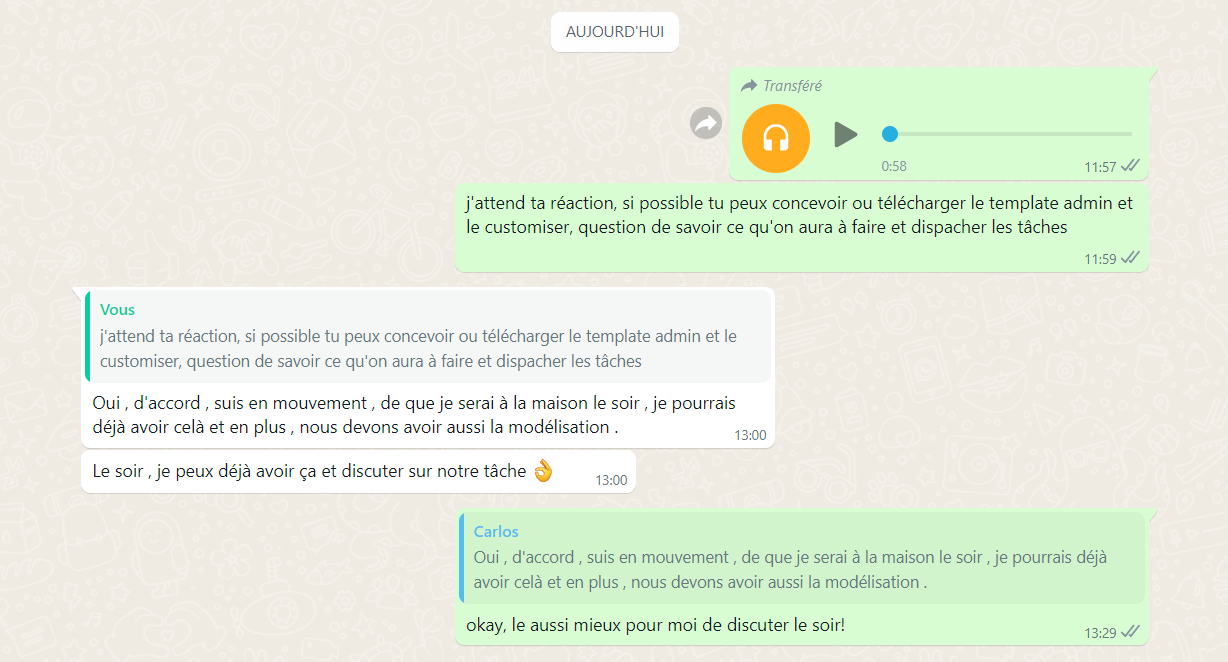 AUJOURD'HUI
Transféré
0:58
11:57
j'attend ta réaction, si possible tu peux concevoir ou télécharger le template admin et
le customiser, question de savoir ce qu'on aura à faire et dispacher les tâches
11:59
Vous
j'attend ta réaction, si possible tu peux concevoir ou télécharger le template admin et le
customiser, question de savoir ce qu'on aura à faire et dispacher les tâches
Oui , d'accord , suis en mouvement , de que je serai à la maison le soir , je pourrais
déjà avoir celà et en plus , nous devons avoir aussi la modélisation .
13:00
Le soir , je peux déjà avoir ça et discuter sur notre tâche 👌
13:00
Carlos
Oui , d'accord , suis en mouvement , de que je serai à la maison le soir , je pourrais déjà
avoir celà et en plus , nous devons avoir aussi la modélisation .
okay, le aussi mieux pour moi de discuter le soir!
13:29